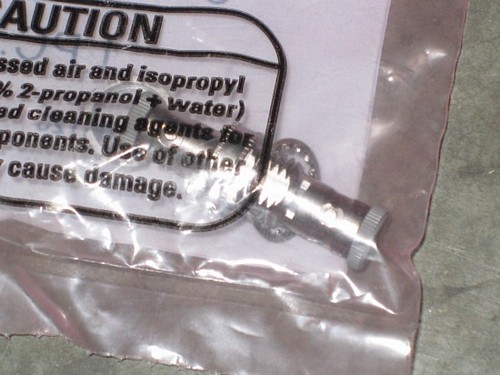 CAUTION
ssed air and isopropyl
% 2-propanol + water)
ed cleaning agents for
ponents. Use of other
y cause damage.